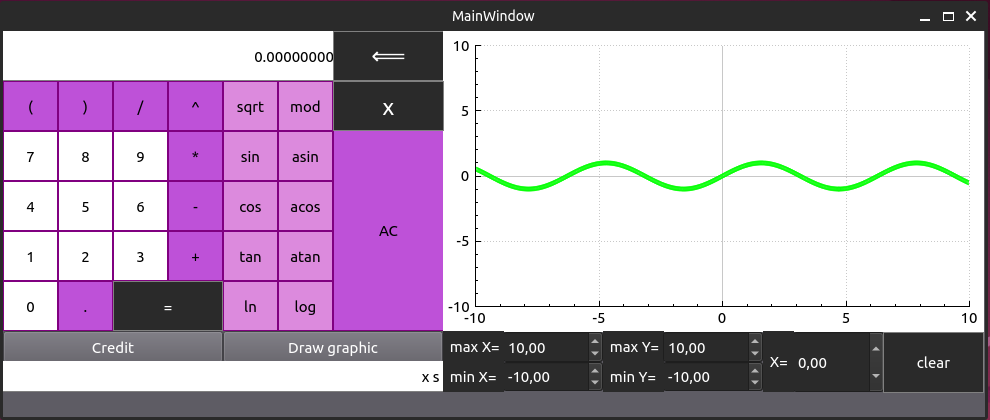 MainWindow
0.00000000 ⟸
( ) / ^ sqrt mod X
7 8 9 * sin asin
4 5 6 - cos acos
AC
1 2 3 + tan atan
0 . = ln log
Credit Draw graphic
x s
10
5
0
-5
-10
-10 -5 0 5 10
max X= 10,00 max Y= 10,00
X= 0,00 clear
min X= -10,00 min Y= -10,00